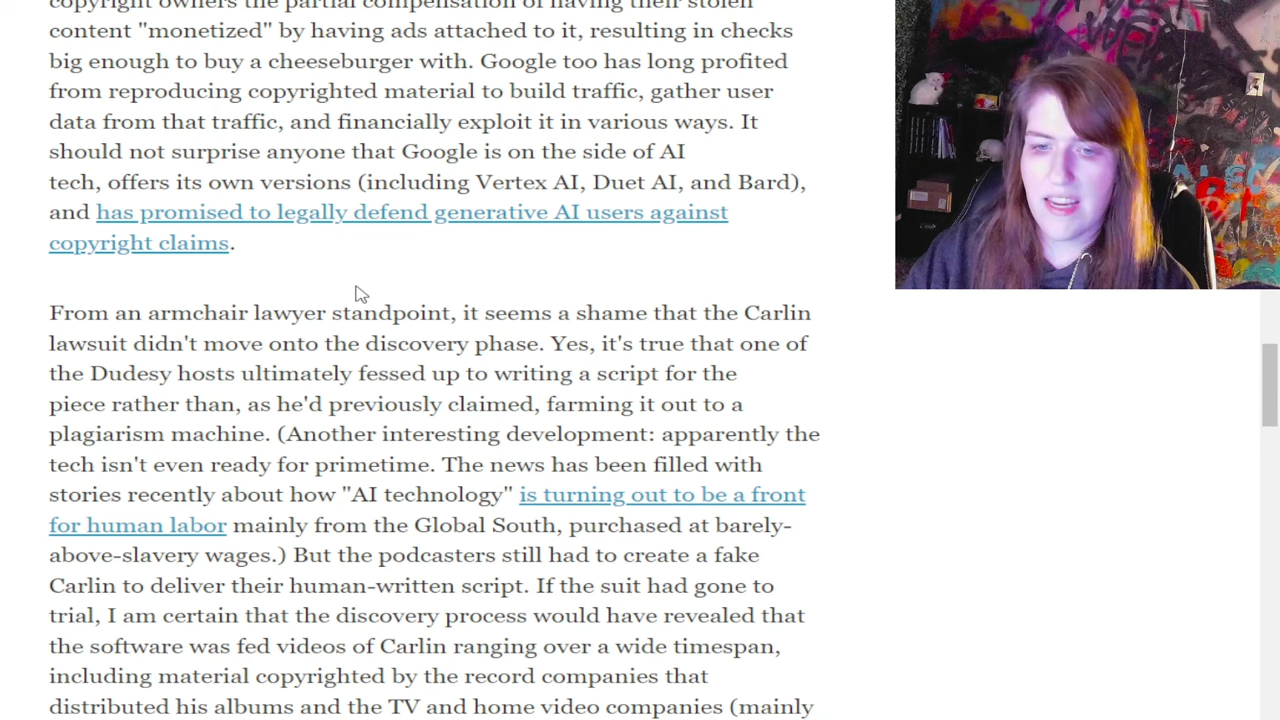 copyright owners the partial compensation of having their stolen
content "monetized" by having ads attached to it, resulting in checks
big enough to buy a cheeseburger with. Google too has long profited
from reproducing copyrighted material to build traffic, gather user
data from that traffic, and financially exploit it in various ways. It
should not surprise anyone that Google is on the side of AI
tech, offers its own versions (including Vertex AI, Duet AI, and Bard),
and has promised to legally defend generative AI users against
copyright claims.
From an armchair lawyer standpoint, it seems a shame that the Carlin
lawsuit didn't move onto the discovery phase. Yes, it's true that one of
the Dudesy hosts ultimately fessed up to writing a script for the
piece rather than, as he'd previously claimed, farming it out to a
plagiarism machine. (Another interesting development: apparently the
tech isn't even ready for primetime. The news has been filled with
stories recently about how "AI technology" is turning out to be a front
for human labor mainly from the Global South, purchased at barely-
above-slavery wages.) But the podcasters still had to create a fake
Carlin to deliver their human-written script. If the suit had gone to
trial, I am certain that the discovery process would have revealed that
the software was fed videos of Carlin ranging over a wide timespan,
including material copyrighted by the record companies that
distributed his albums and the TV and home video companies (mainly